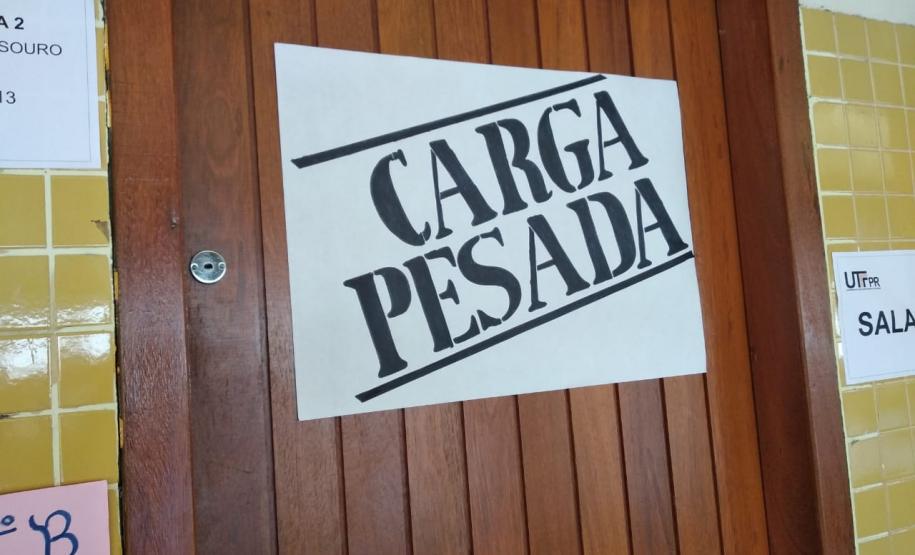 A 2
SOURO
13
CARGA
PESADA
UTFPR
SALA
º B